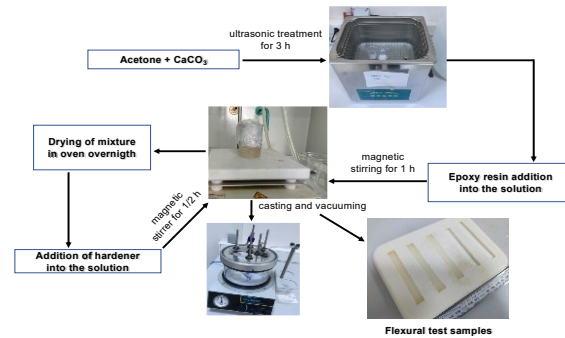 ultrasonic treatment
for 3 h
Acetone + CaCO₃
Drying of mixture
in oven overnigth
magnetic
stirring for 1 h
Epoxy resin addition
into the solution
magnetic
stirrer for 1/2 h
casting and vacuuming
Addition of hardener
into the solution
Flexural test samples